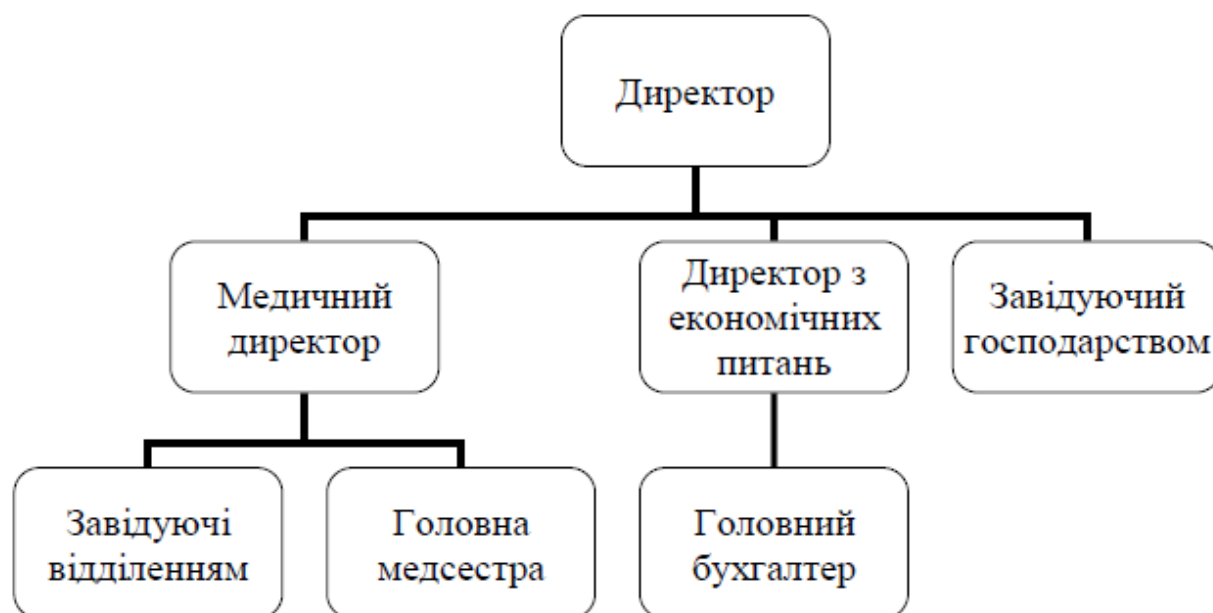 Директор
Медичний
директор
Директор з
економічних
питань
Завідуючий
господарством
Завідуючі
відділенням
Головна
медсестра
Головний
бухгалтер